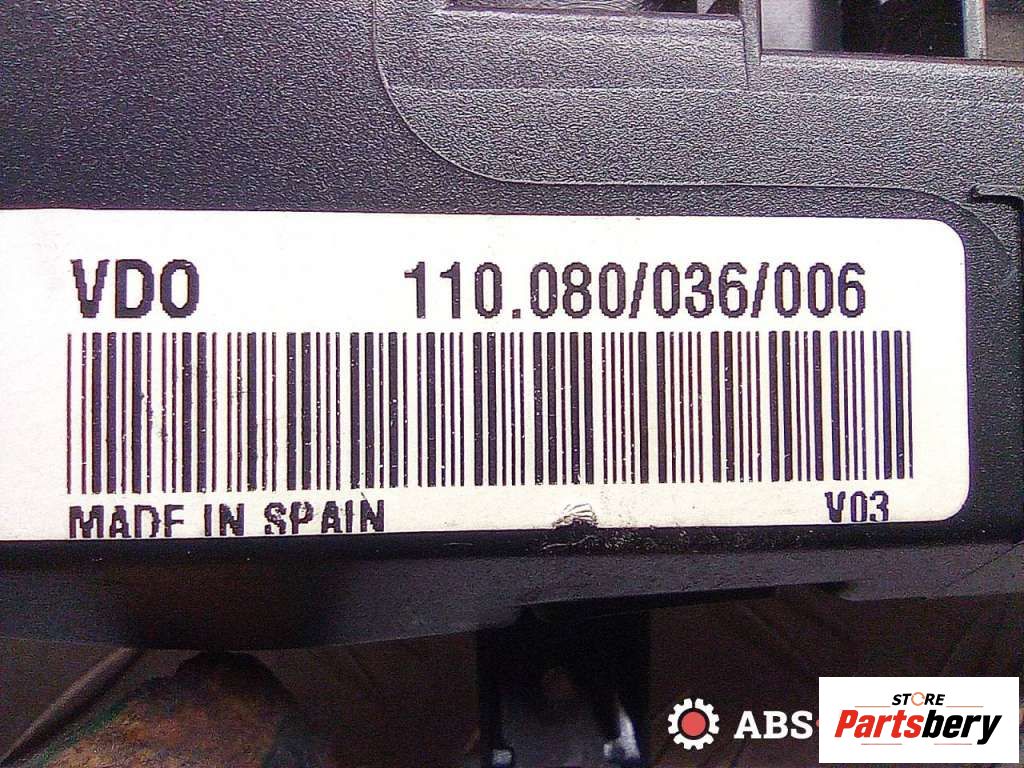 VDO 110.080/036/006
MADE IN SPAIN V03
ABS-
STORE
Partsbery